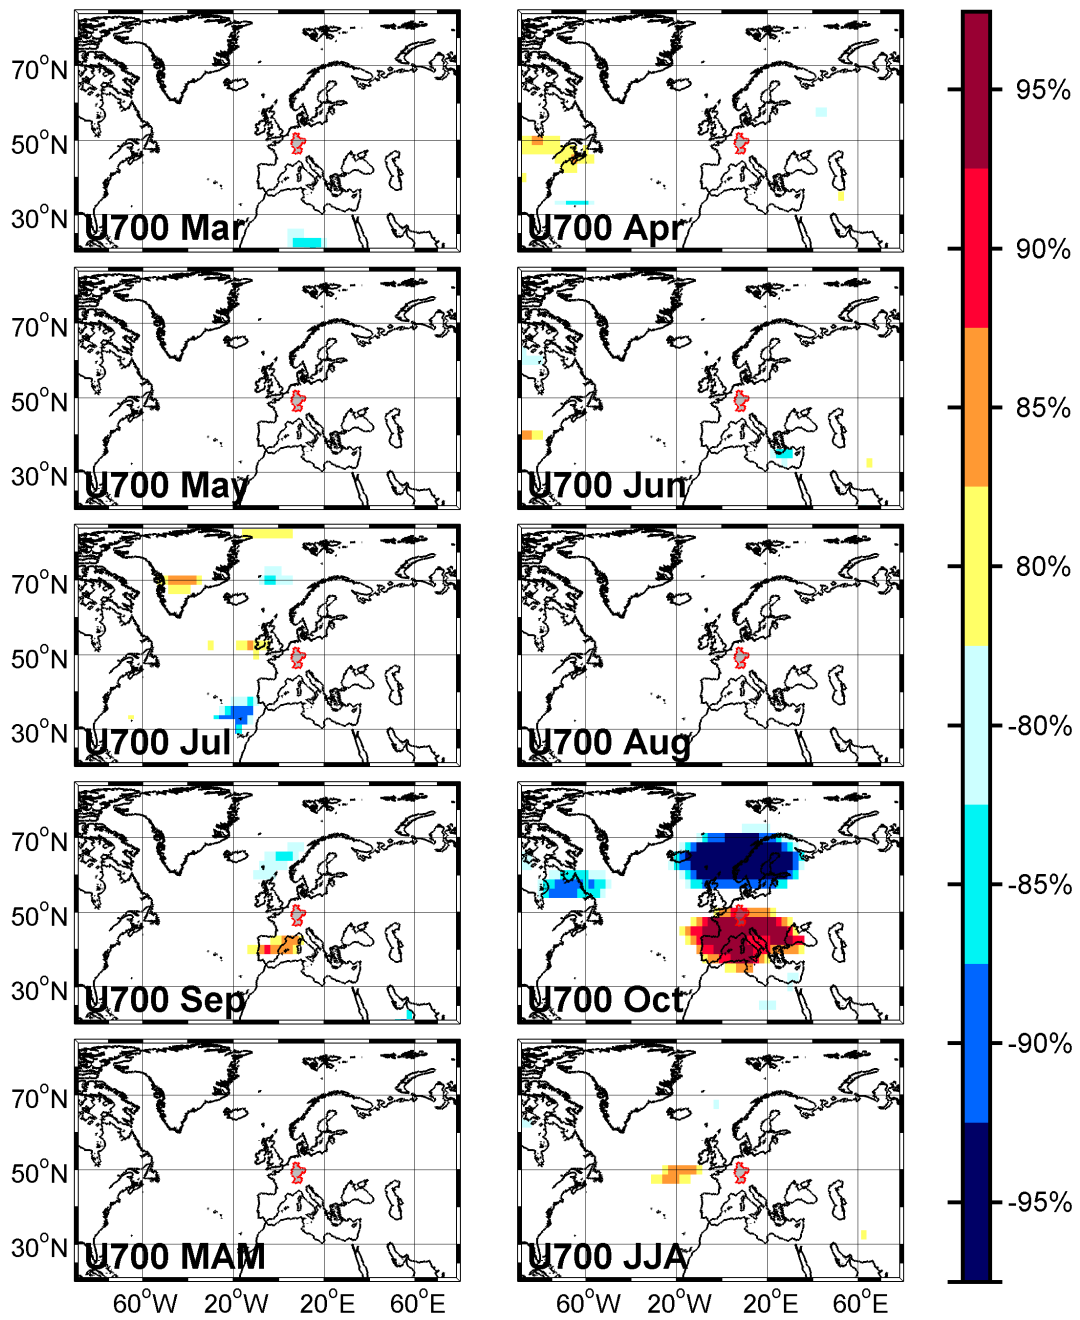 70°N
50°N
30°N
U700 Mar
U700 Apr
70°N
50°N
30°N
U700 May
U700 Jun
70°N
50°N
30°N
U700 Jul
U700 Aug
70°N
50°N
30°N
U700 Sep
U700 Oct
70°N
50°N
30°N
U700 MAM
U700 JJA
60°W 20°W 20°E 60°E
60°W 20°W 20°E 60°E
95%
90%
85%
80%
-80%
-85%
-90%
-95%